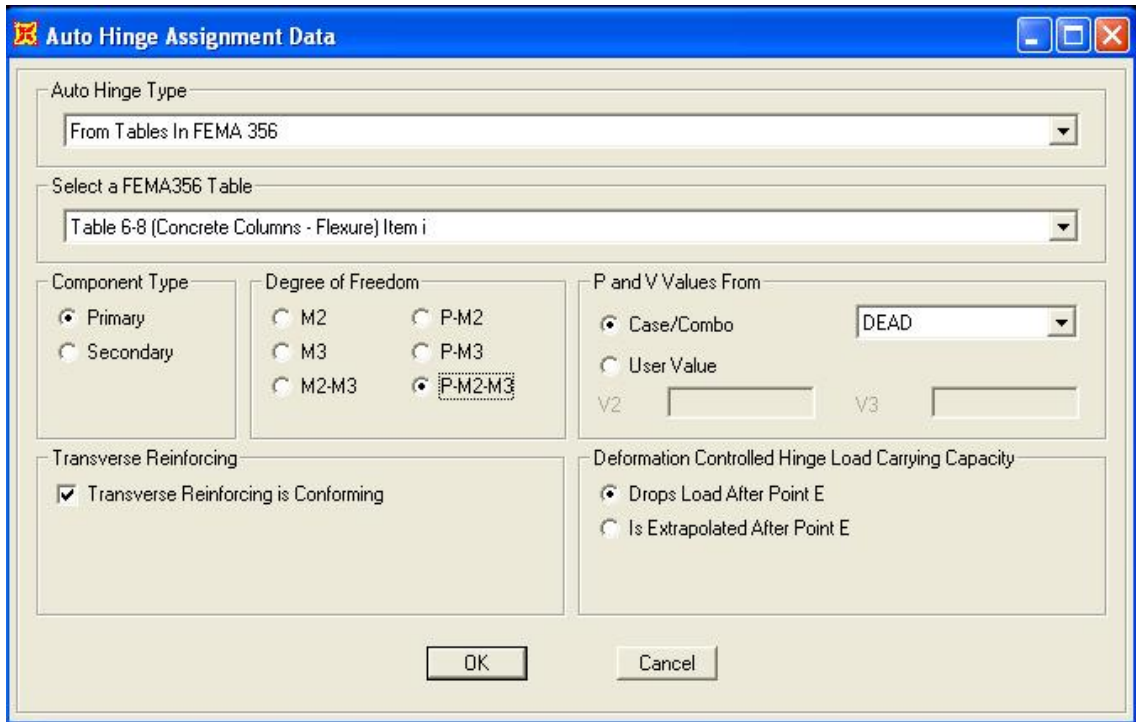 Auto Hinge Assignment Data
Auto Hinge Type
From Tables In FEMA 356
Select a FEMA356 Table
Table 6-8 (Concrete Columns - Flexure) Item i
Component Type
Primary
Secondary
Degree of Freedom
M2
P-M2
M3
P-M3
M2-M3
P-M2-M3
P and V Values From
Case/Combo
DEAD
User Value
V2
V3
Transverse Reinforcing
Transverse Reinforcing is Conforming
Deformation Controlled Hinge Load Carrying Capacity
Drops Load After Point E
Is Extrapolated After Point E
OK
Cancel